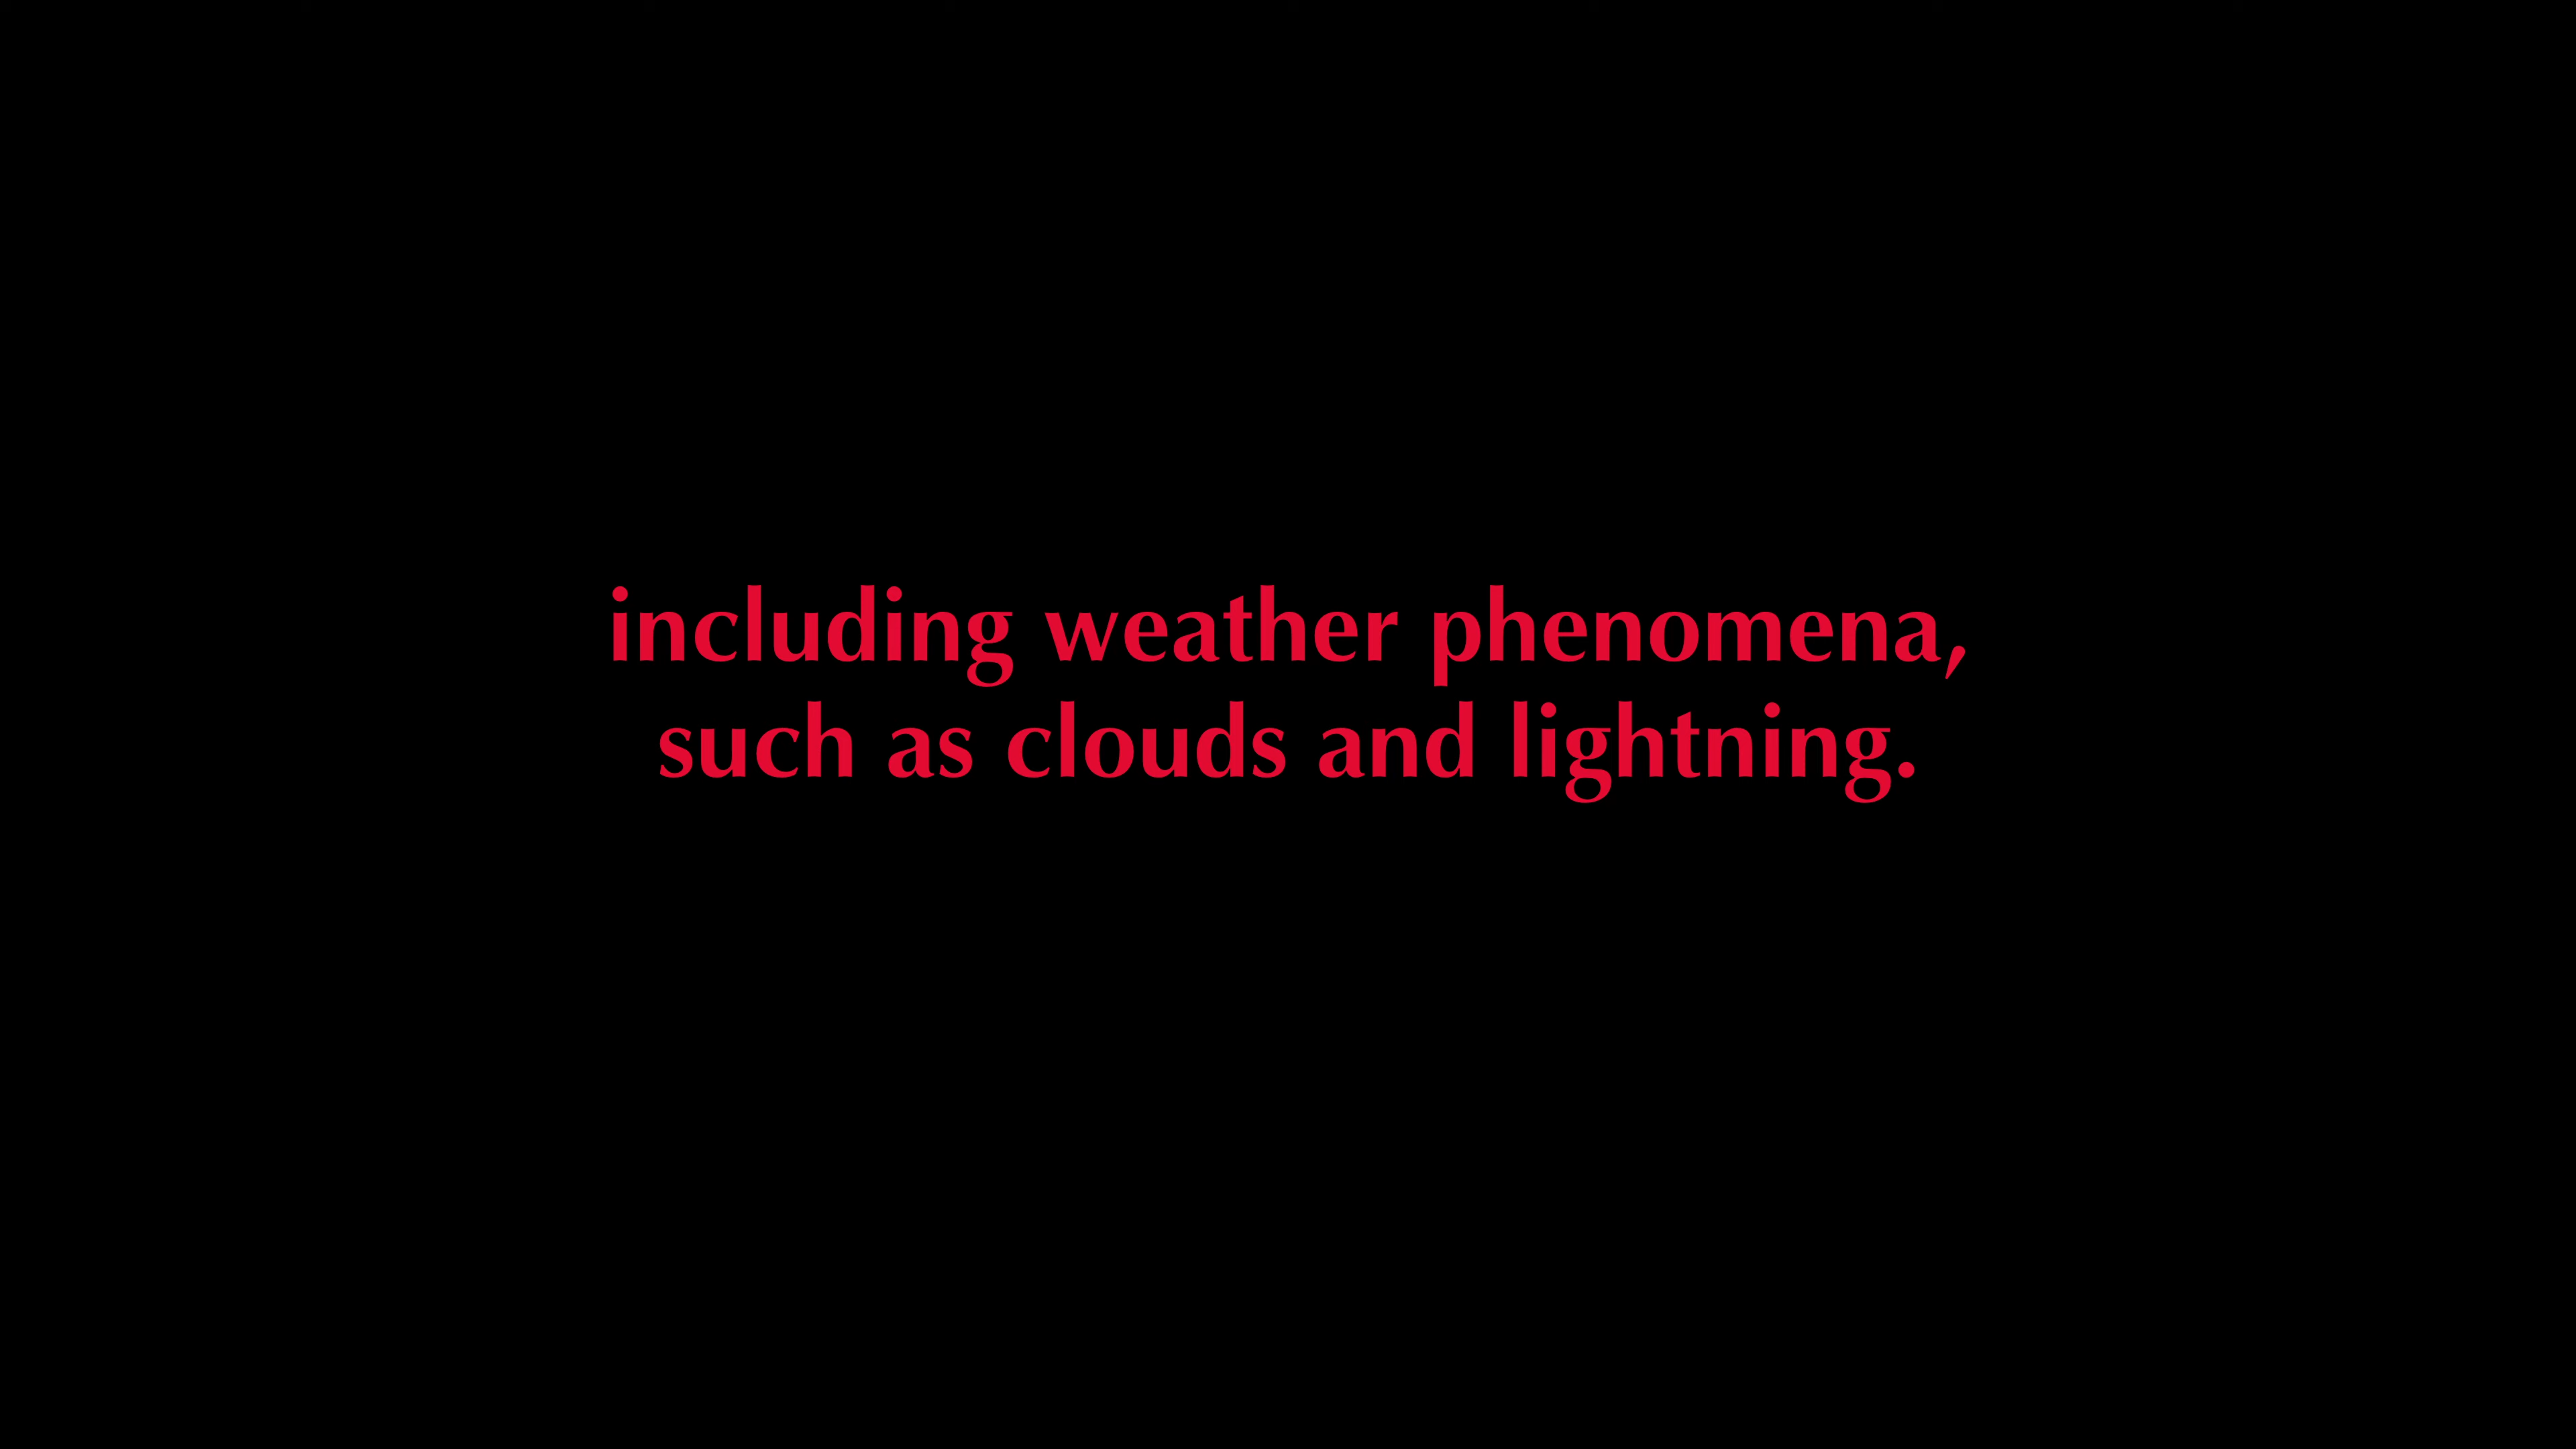 including weather phenomena,
such as clouds and lightning.